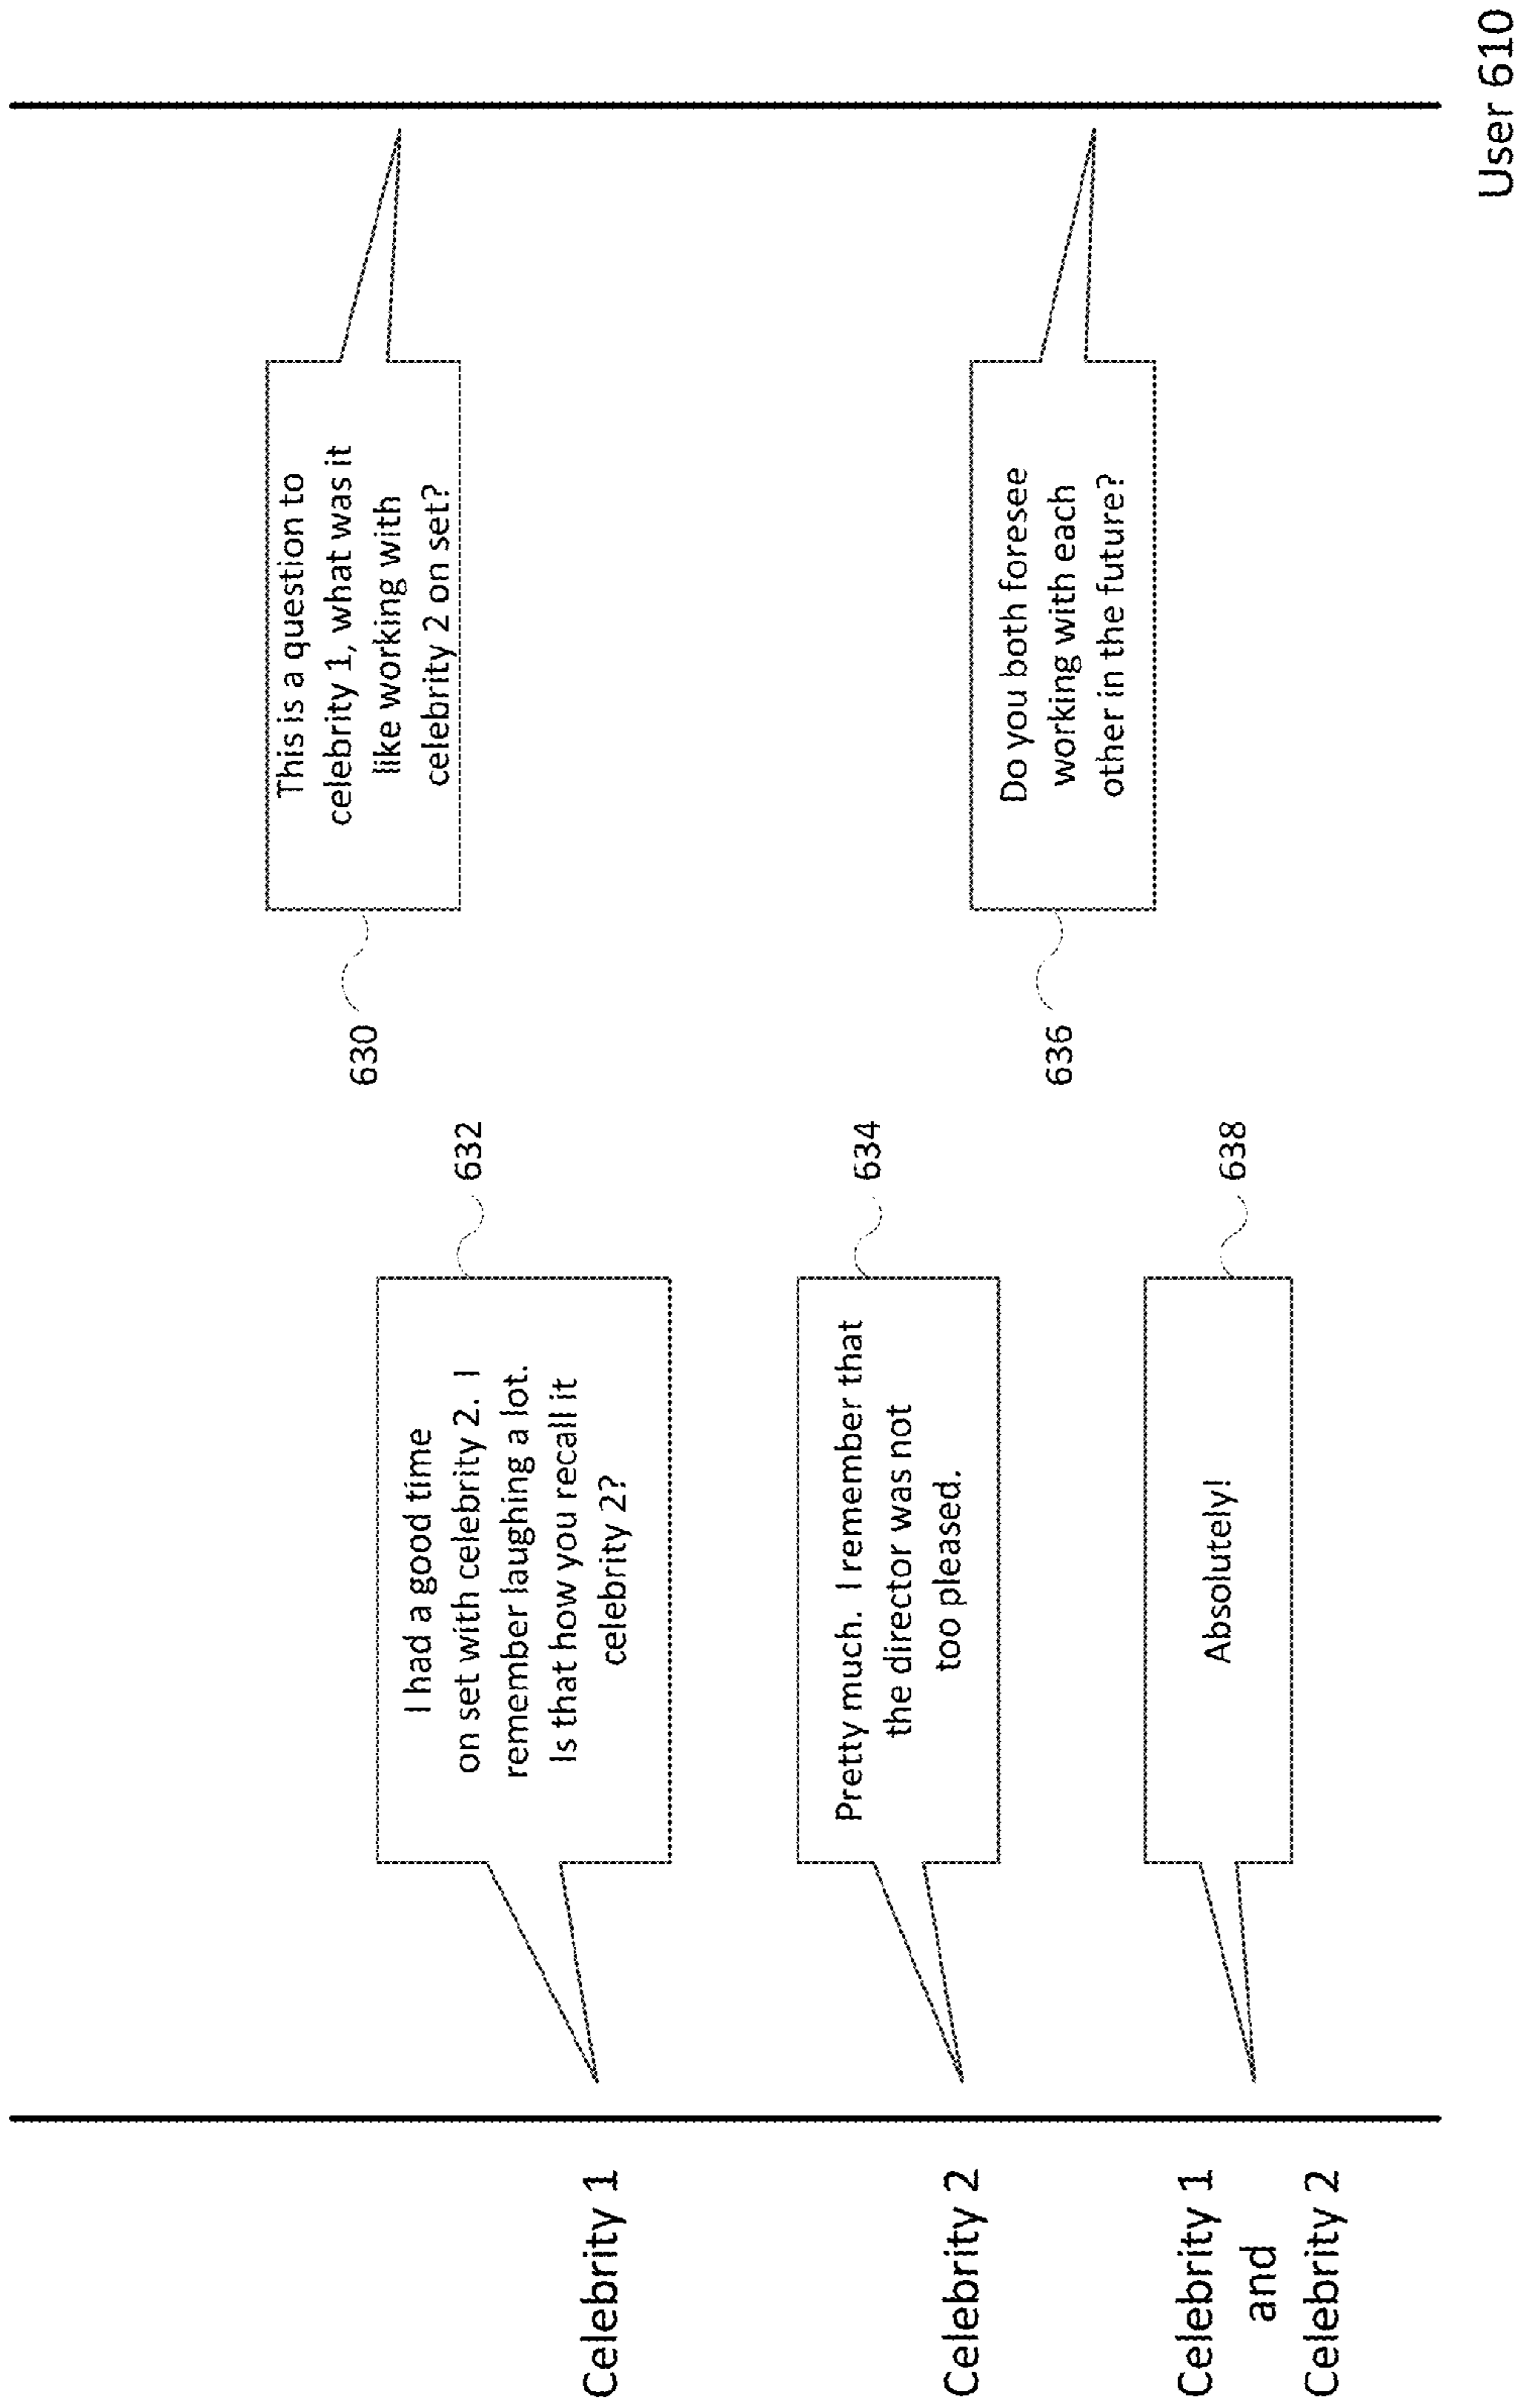 This is a question to
celebrity 1, what was it
like working with
celebrity 2 on set?
630
632
I had a good time
on set with celebrity 2. I
remember laughing a lot.
Is that how you recall it
celebrity 2?
Celebrity 1
634
Pretty much. I remember that
the director was not
too pleased.
Celebrity 2
636
Do you both foresee
working with each
other in the future?
638
Absolutely!
Celebrity 1
and
Celebrity 2
User 610